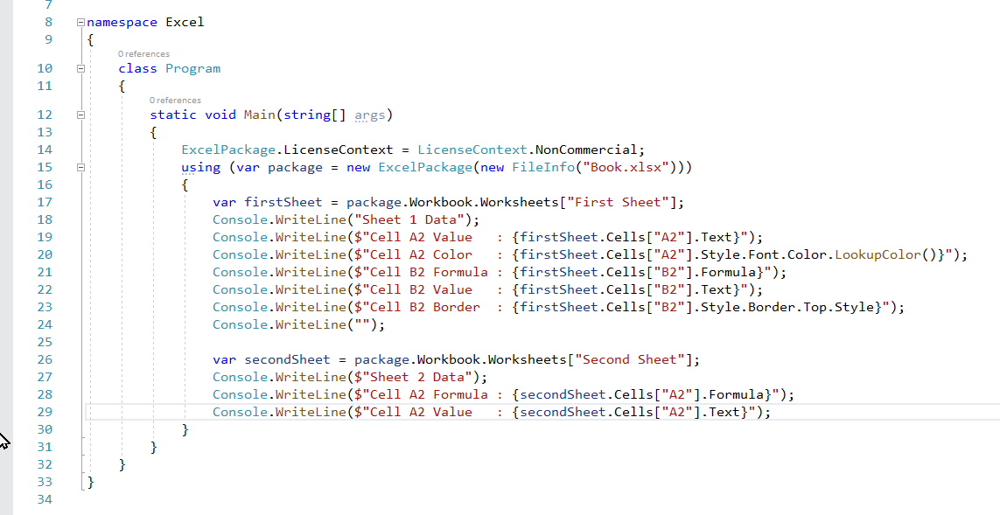 7
8 namespace Excel
9 {
0 references
10 class Program
11 {
0 references
12 static void Main(string[] args)
13 {
14 ExcelPackage.LicenseContext = LicenseContext.NonCommercial;
15 using (var package = new ExcelPackage(new FileInfo("Book.xlsx")))
16 {
17 var firstSheet = package.Workbook.Worksheets["First Sheet"];
18 Console.WriteLine("Sheet 1 Data");
19 Console.WriteLine($"Cell A2 Value   : {firstSheet.Cells["A2"].Text}");
20 Console.WriteLine($"Cell A2 Color   : {firstSheet.Cells["A2"].Style.Font.Color.LookupColor()}");
21 Console.WriteLine($"Cell B2 Formula : {firstSheet.Cells["B2"].Formula}");
22 Console.WriteLine($"Cell B2 Value   : {firstSheet.Cells["B2"].Text}");
23 Console.WriteLine($"Cell B2 Border  : {firstSheet.Cells["B2"].Style.Border.Top.Style}");
24 Console.WriteLine("");
25
26 var secondSheet = package.Workbook.Worksheets["Second Sheet"];
27 Console.WriteLine($"Sheet 2 Data");
28 Console.WriteLine($"Cell A2 Formula : {secondSheet.Cells["A2"].Formula}");
29 Console.WriteLine($"Cell A2 Value   : {secondSheet.Cells["A2"].Text}");
30 }
31 }
32 }
33 }
34